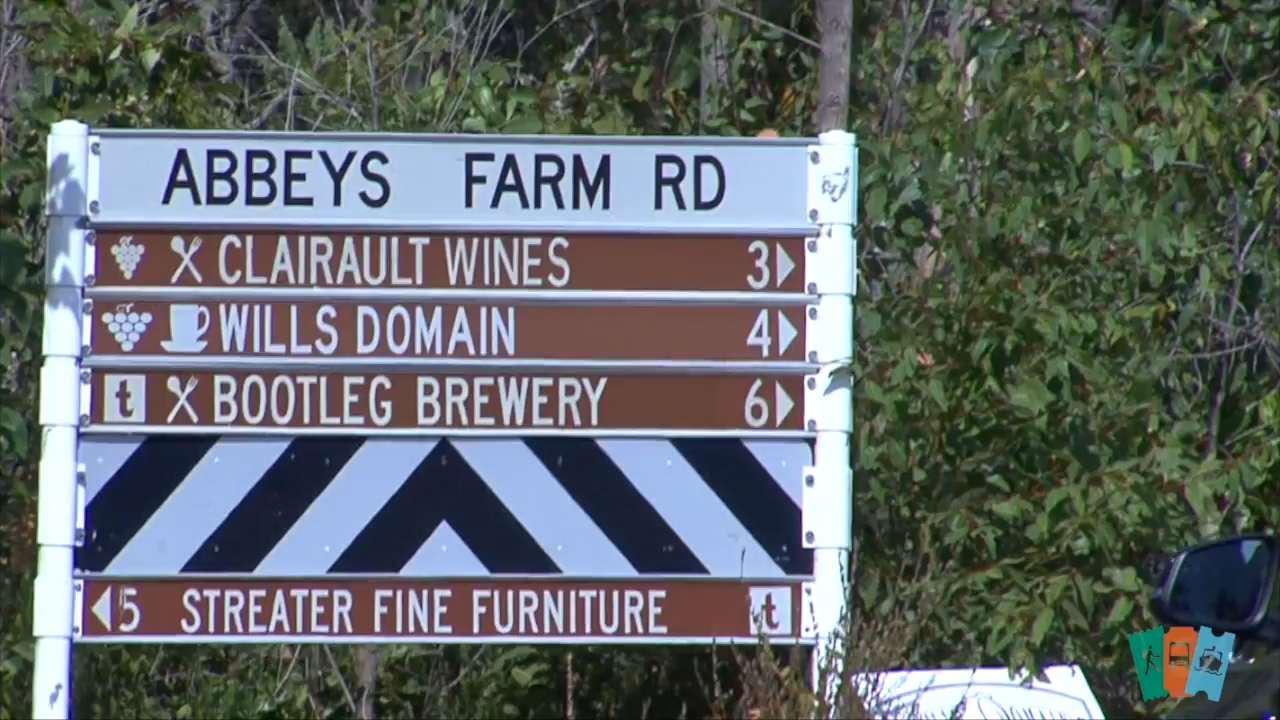 ABBEYS FARM RD
CLAIRAULT WINES 3
WILLS DOMAIN 4
t BOOTLEG BREWERY 6
5 STREATER FINE FURNITURE t